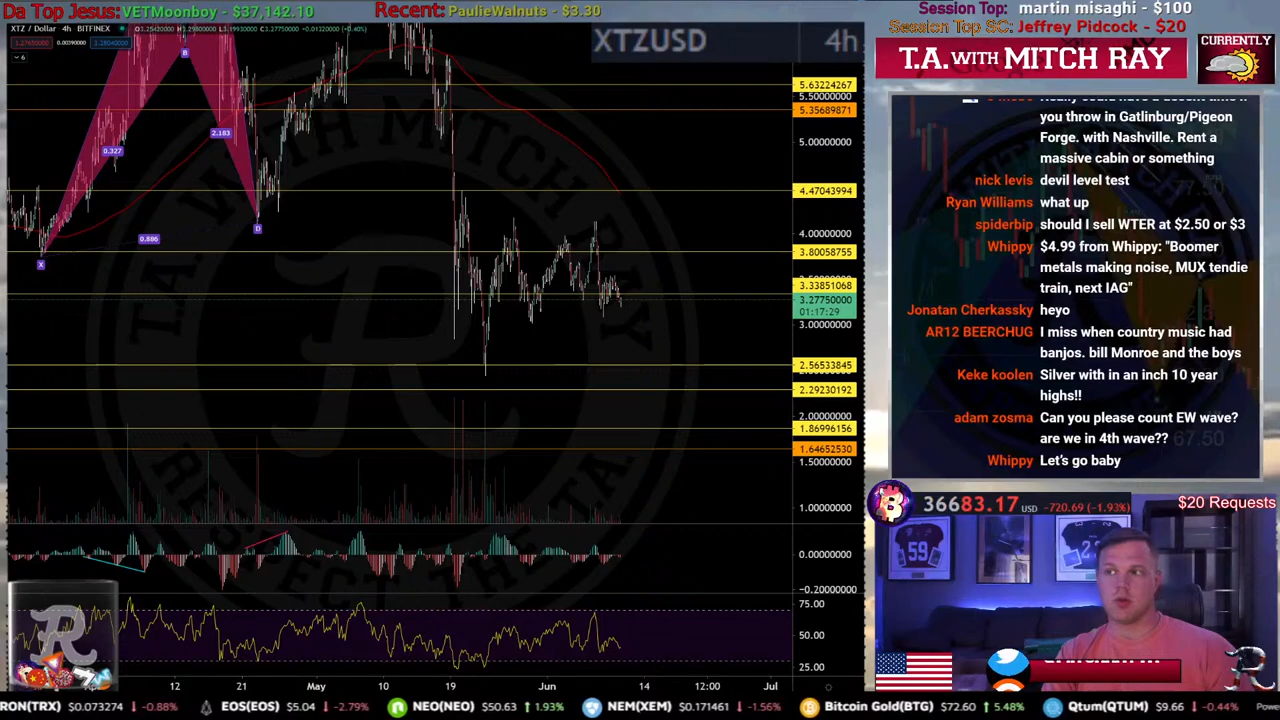 Da Top Jesus: VETMoonboy - $37,142.10
Recent: PaulieWalnuts - $3.30
Session Top: martin misaghi - $100
Session Top SC: Jeffrey Pidcock - $20
XTZ / Dollar 4h BITFINEX
XTZUSD 4h
T.A. WITH MITCH RAY
CURRENTLY
5.63224267
5.50000000
5.35689871
5.00000000
4.47043994
4.00000000
3.80058755
3.33851068
3.27750000
01:17:29
3.00000000
2.56533845
2.29230192
2.00000000
1.86996156
1.64652530
1.50000000
1.00000000
0.00000000
-0.20000000
75.00
50.00
25.00
B
2.183
0.327
0.886
D
X
12 21 May 10 19 Jun 14 12:00 Jul
you throw in Gatlinburg/Pigeon
Forge. with Nashville. Rent a
massive cabin or something
nick levis devil level test
Ryan Williams what up
spiderbip should I sell WTER at $2.50 or $3
Whippy $4.99 from Whippy: "Boomer
metals making noise, MUX tendie
train, next IAG"
Jonatan Cherkassky heyo
AR12 BEERCHUG I miss when country music had
banjos. bill Monroe and the boys
Keke koolen Silver with in an inch 10 year
highs!!
adam zosma Can you please count EW wave?
are we in 4th wave??
Whippy Let's go baby
36683.17 USD -720.69 (-1.93%)
$20 Requests
59
RON(TRX) $0.073274 ↓ -0.88% EOS(EOS) $5.04 ↓ -2.79% NEO(NEO) $50.63 ↑ 1.93% NEM(XEM) $0.171461 ↓ -1.56% Bitcoin Gold(BTG) $72.60 ↑ 5.48% Qtum(QTUM) $9.66 ↓ -0.44%